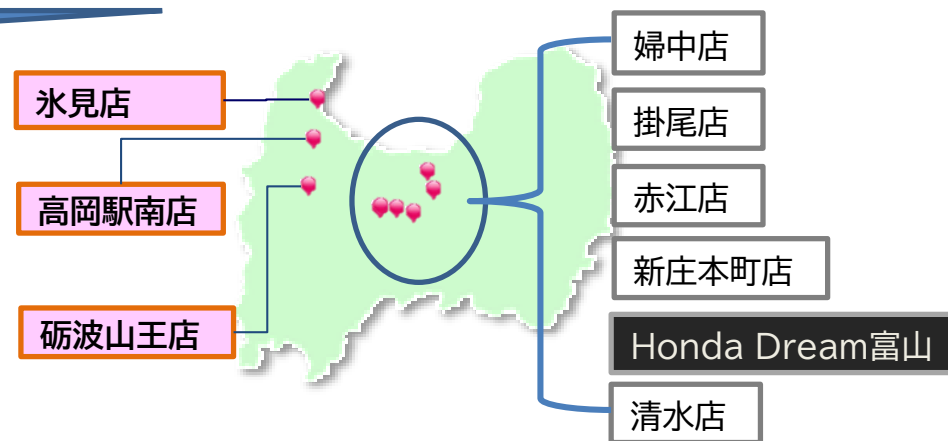 氷見店
高岡駅南店
砺波山王店
婦中店
掛尾店
赤江店
新庄本町店
Honda Dream富山
清水店